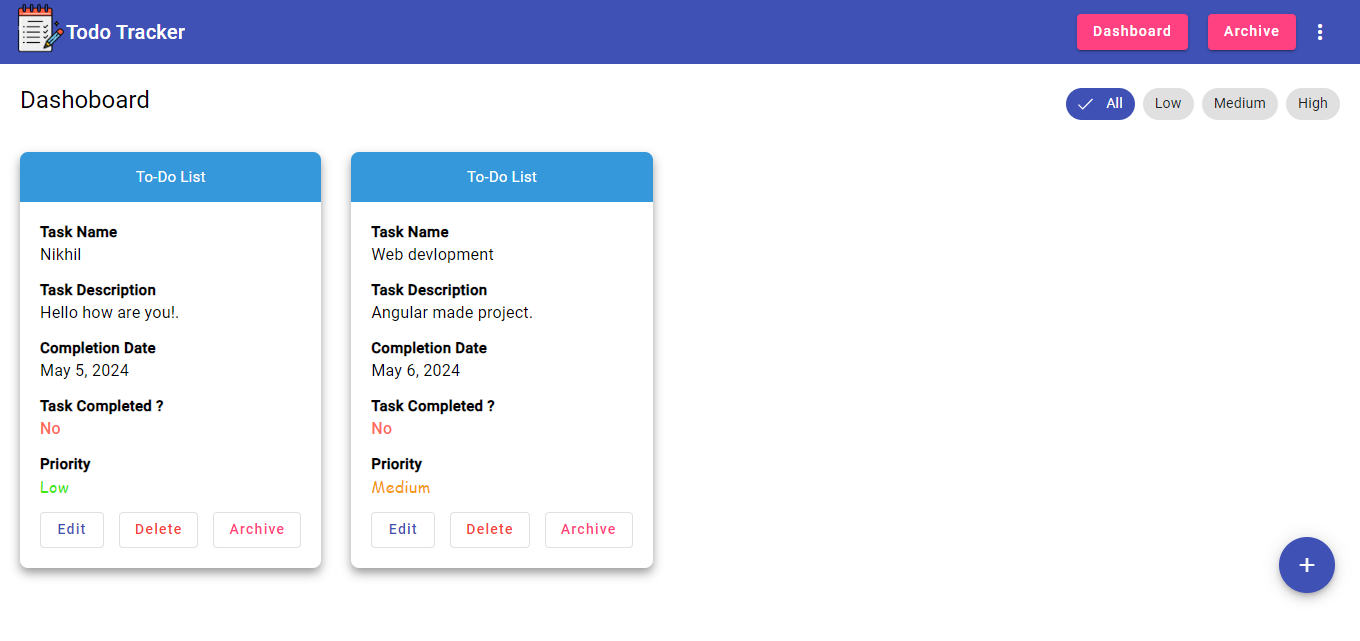 Todo Tracker
Dashboard
Archive
Dashoboard
All
Low
Medium
High
To-Do List
Task Name
Nikhil
Task Description
Hello how are you!.
Completion Date
May 5, 2024
Task Completed ?
No
Priority
Low
Edit Delete Archive
To-Do List
Task Name
Web devlopment
Task Description
Angular made project.
Completion Date
May 6, 2024
Task Completed ?
No
Priority
Medium
Edit Delete Archive
+